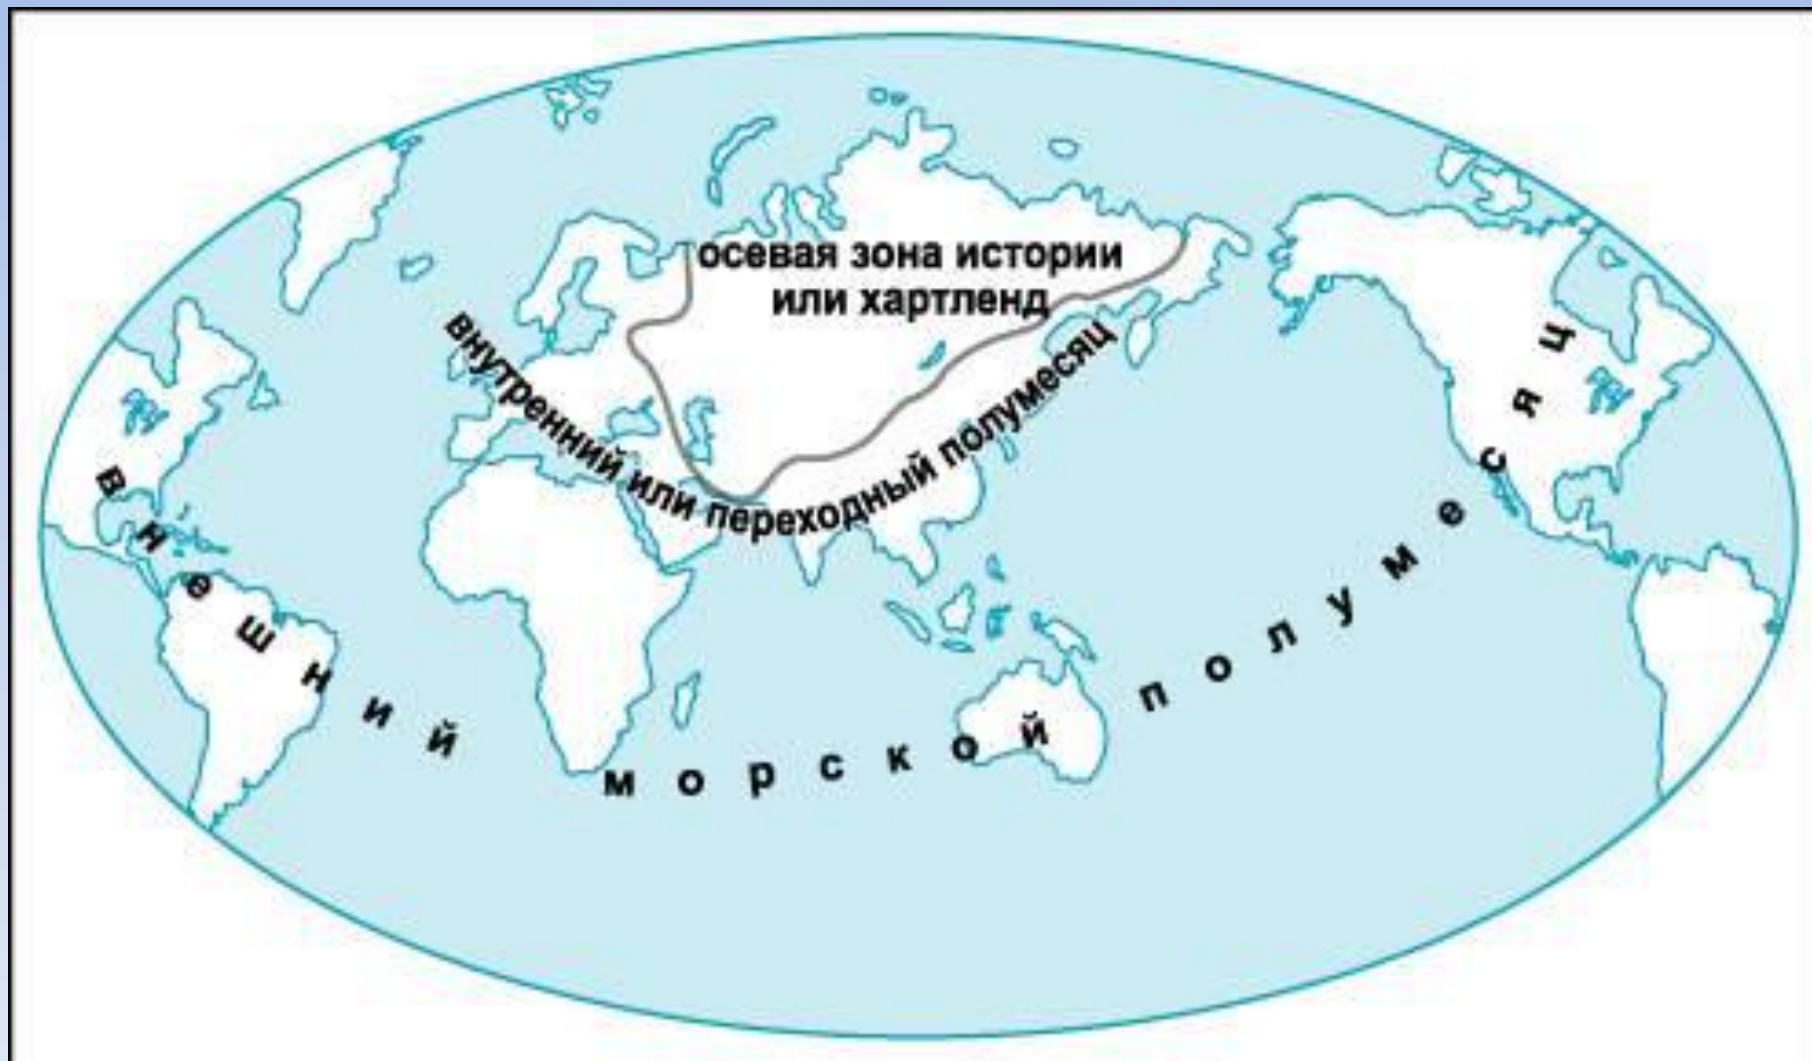 осевая зона истории
или хартленд
внутренний или переходный полумесяц
внешний морской полумесяц